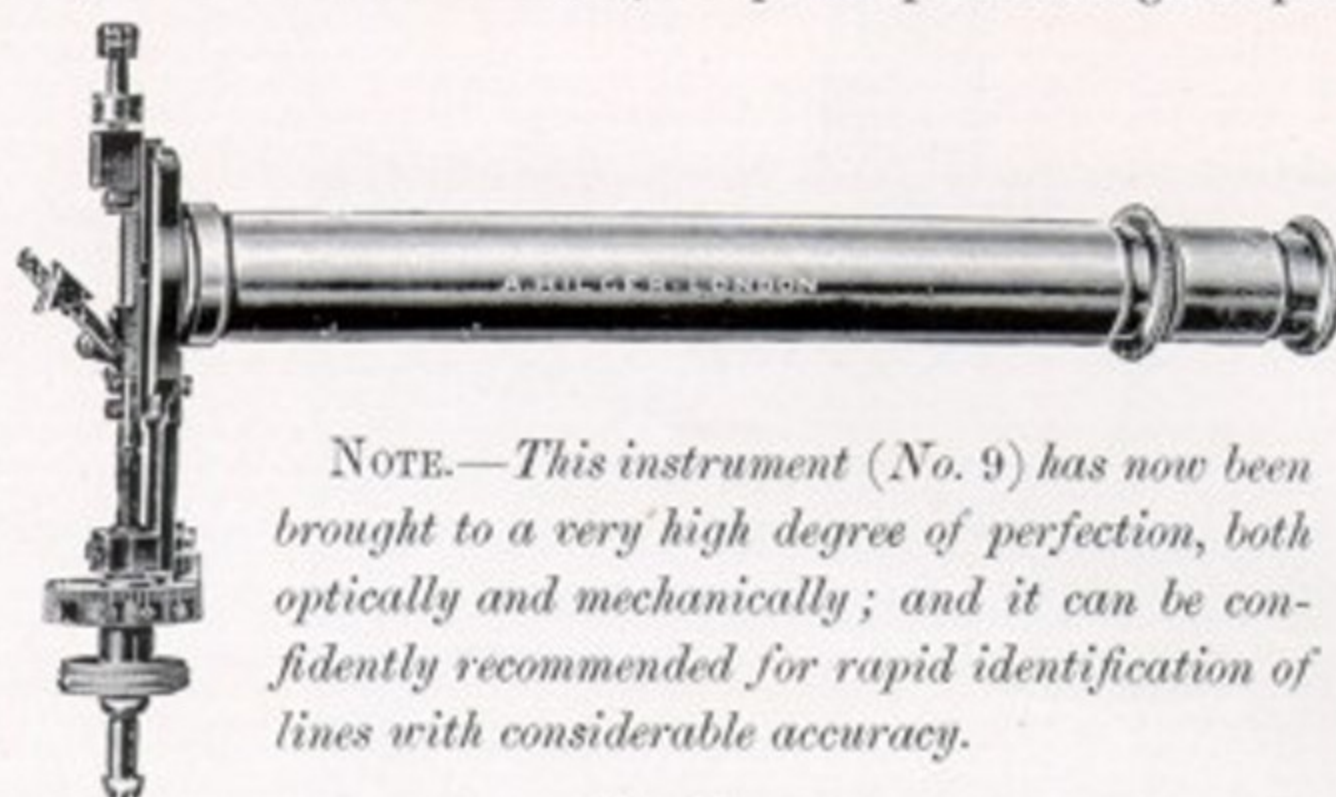 A. HILGER · LONDON
NOTE.—This instrument (No. 9) has now been
brought to a very high degree of perfection, both
optically and mechanically; and it can be con-
fidently recommended for rapid identification of
lines with considerable accuracy.